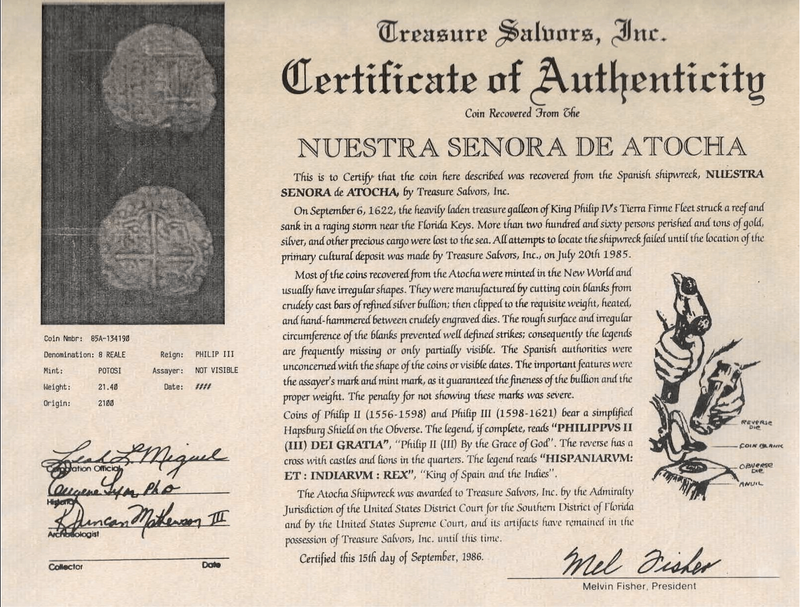 Treasure Salvors, Inc.
Certificate of Authenticity
Coin Recovered From The
NUESTRA SENORA DE ATOCHA
This is to Certify that the coin here described was recovered from the Spanish shipwreck, NUESTRA
SENORA de ATOCHA, by Treasure Salvors, Inc.
On September 6, 1622, the heavily laden treasure galleon of King Philip IV's Tierra Firme Fleet struck a reef and
sank in a raging storm near the Florida Keys. More than two hundred and sixty persons perished and tons of gold,
silver, and other precious cargo were lost to the sea. All attempts to locate the shipwreck failed until the location of the
primary cultural deposit was made by Treasure Salvors, Inc., on July 20th 1985.
Most of the coins recovered from the Atocha were minted in the New World and
usually have irregular shapes. They were manufactured by cutting coin blanks from
crudely cast bars of refined silver bullion; then clipped to the requisite weight, heated,
and hand-hammered between crudely engraved dies. The rough surface and irregular
circumference of the blanks prevented well defined strikes; consequently the legends
are frequently missing or only partially visible. The Spanish authorities were
unconcerned with the shape of the coins or visible dates. The important features were
the assayer's mark and mint mark, as it guaranteed the fineness of the bullion and the
proper weight. The penalty for not showing these marks was severe.
Coins of Philip II (1556-1598) and Philip III (1598-1621) bear a simplified
Hapsburg Shield on the Obverse. The legend, if complete, reads "PHILIPPVS II
(III) DEI GRATIA", "Philip II (III) By the Grace of God". The reverse has a
cross with castles and lions in the quarters. The legend reads "HISPANIARVM:
ET : INDIARVM : REX", "King of Spain and the Indies".
The Atocha Shipwreck was awarded to Treasure Salvors, Inc. by the Admiralty
Jurisdiction of the United States District Court for the Southern District of Florida
and by the United States Supreme Court, and its artifacts have remained in the
possession of Treasure Salvors, Inc. until this time.
Certified this 15th day of September, 1986.
Mel Fisher
Melvin Fisher, President
REVERSE DIE
COIN BLANK
OBVERSE DIE
ANVIL
Coin Nmbr: 85A-134190
Denomination: 8 REALE Reign: PHILIP III
Mint: POTOSI Assayer: NOT VISIBLE
Weight: 21.40 Date: ####
Origin: 2100
Leah L Miguel
Corporation Official
Eugene Lyon PhD
Historian
R Duncan Mathewson III
Archaeologist
Collector Date